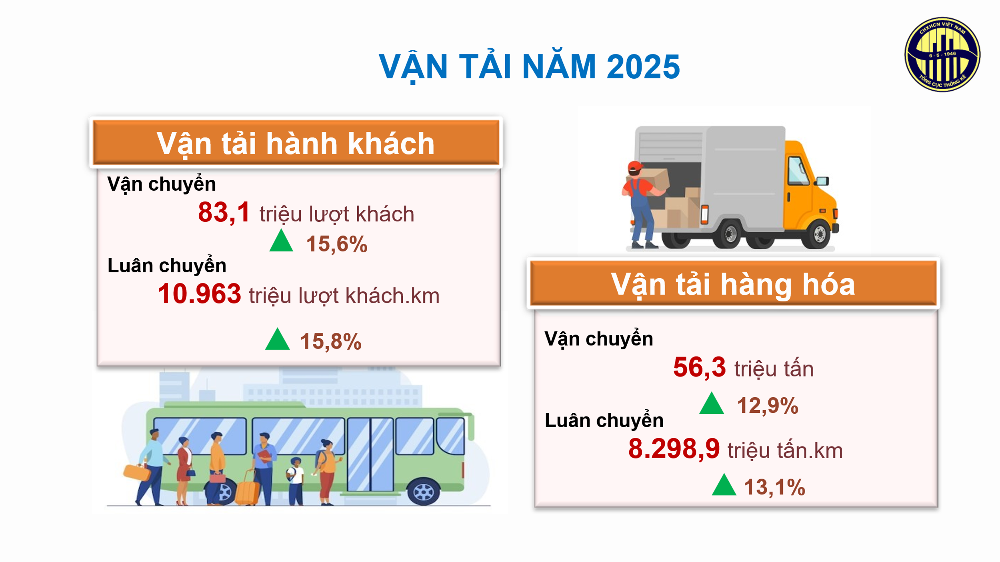 VẬN TẢI NĂM 2025
CHXHCN VIỆT NAM
6 - 5 - 1946
TỔNG CỤC THỐNG KÊ
Vận tải hành khách
Vận chuyển
83,1 triệu lượt khách
15,6%
Luân chuyển
10.963 triệu lượt khách.km
15,8%
Vận tải hàng hóa
Vận chuyển
56,3 triệu tấn
12,9%
Luân chuyển
8.298,9 triệu tấn.km
13,1%